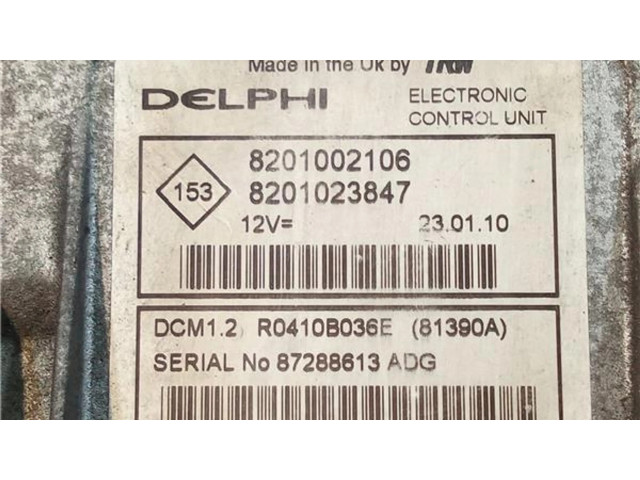 Made in the Uk by TRW
DELPHI
ELECTRONIC
CONTROL UNIT
153
8201002106
8201023847
12V=
23.01.10
DCM1.2 R0410B036E (81390A)
SERIAL No 87288613 ADG